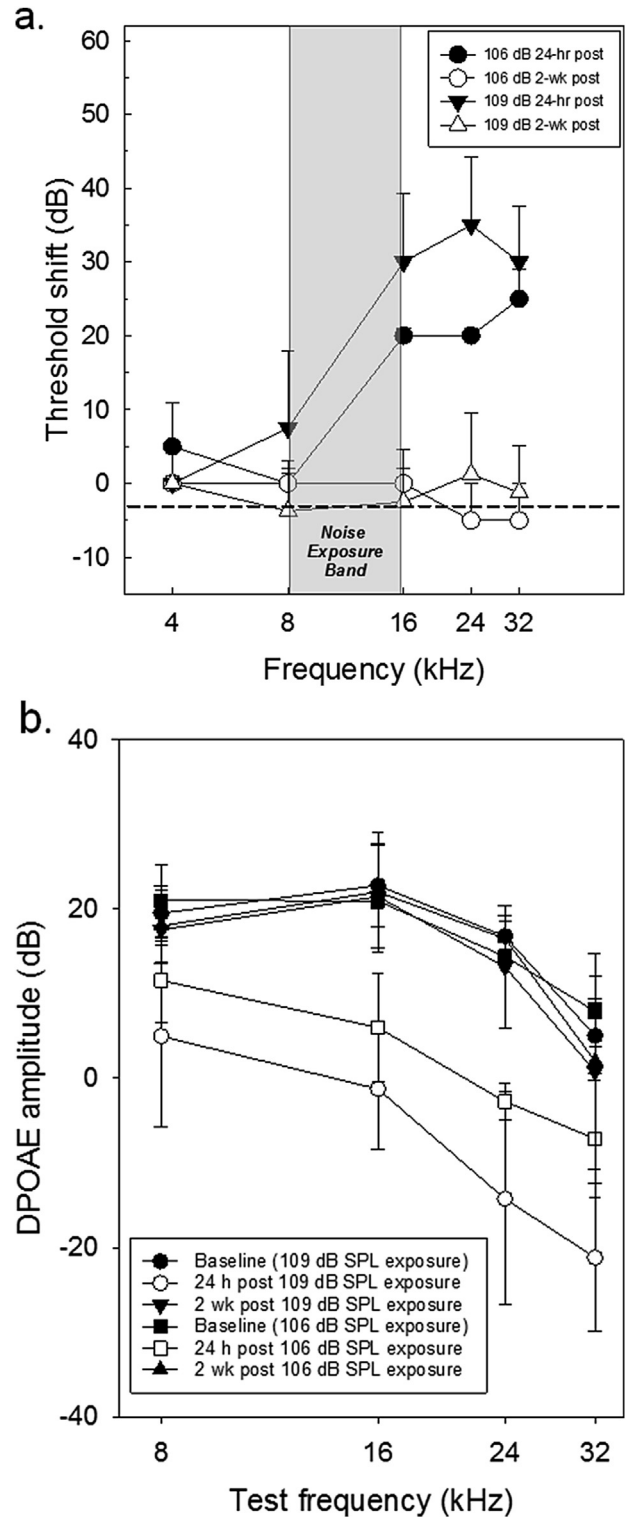 a.
60
50
40
30
20
10
0
-10
Threshold shift (dB)
106 dB 24-hr post
106 dB 2-wk post
109 dB 24-hr post
109 dB 2-wk post
Noise
Exposure
Band
4 8 16 24 32
Frequency (kHz)
b.
40
20
0
-20
-40
DPOAE amplitude (dB)
Baseline (109 dB SPL exposure)
24 h post 109 dB SPL exposure
2 wk post 109 dB SPL exposure
Baseline (106 dB SPL exposure)
24 h post 106 dB SPL exposure
2 wk post 106 dB SPL exposure
8 16 24 32
Test frequency (kHz)